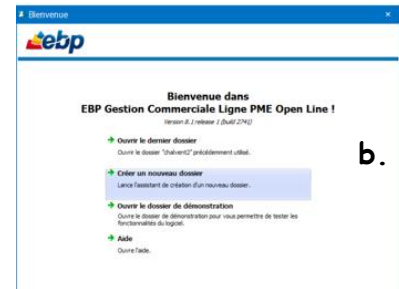 Bienvenue
ebp
Bienvenue dans
EBP Gestion Commerciale Ligne PME Open Line !
Version 8.1 release 1 (build 2741)
Ouvrir le dernier dossier
Ouvre le dossier "chalvent2" précédemment utilisé.
b.
Créer un nouveau dossier
Lance l'assistant de création d'un nouveau dossier.
Ouvrir le dossier de démonstration
Ouvre le dossier de démonstration pour vous permettre de tester les
fonctionnalités du logiciel.
Aide
Ouvre l'aide.